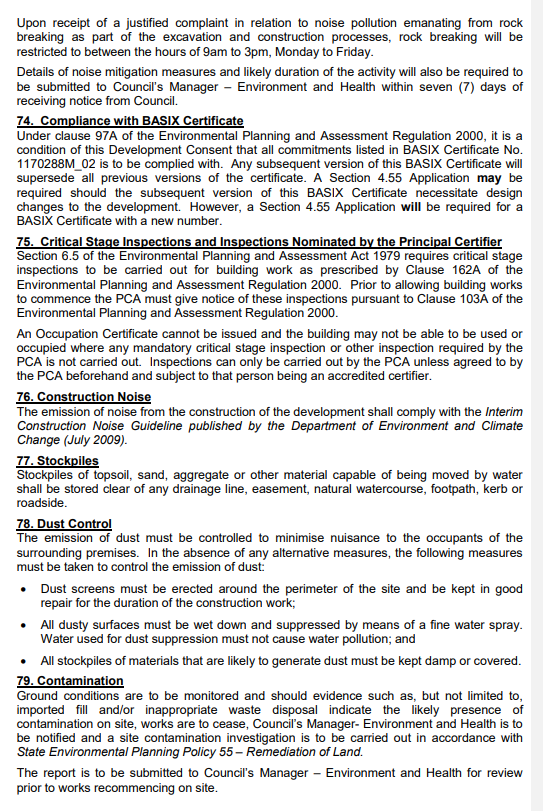 Upon receipt of a justified complaint in relation to noise pollution emanating from rock
breaking as part of the excavation and construction processes, rock breaking will be
restricted to between the hours of 9am to 3pm, Monday to Friday.
Details of noise mitigation measures and likely duration of the activity will also be required to
be submitted to Council's Manager – Environment and Health within seven (7) days of
receiving notice from Council.
74. Compliance with BASIX Certificate
Under clause 97A of the Environmental Planning and Assessment Regulation 2000, it is a
condition of this Development Consent that all commitments listed in BASIX Certificate No.
1170288M_02 is to be complied with. Any subsequent version of this BASIX Certificate will
supersede all previous versions of the certificate. A Section 4.55 Application may be
required should the subsequent version of this BASIX Certificate necessitate design
changes to the development. However, a Section 4.55 Application will be required for a
BASIX Certificate with a new number.
75. Critical Stage Inspections and Inspections Nominated by the Principal Certifier
Section 6.5 of the Environmental Planning and Assessment Act 1979 requires critical stage
inspections to be carried out for building work as prescribed by Clause 162A of the
Environmental Planning and Assessment Regulation 2000. Prior to allowing building works
to commence the PCA must give notice of these inspections pursuant to Clause 103A of the
Environmental Planning and Assessment Regulation 2000.
An Occupation Certificate cannot be issued and the building may not be able to be used or
occupied where any mandatory critical stage inspection or other inspection required by the
PCA is not carried out. Inspections can only be carried out by the PCA unless agreed to by
the PCA beforehand and subject to that person being an accredited certifier.
76. Construction Noise
The emission of noise from the construction of the development shall comply with the Interim
Construction Noise Guideline published by the Department of Environment and Climate
Change (July 2009).
77. Stockpiles
Stockpiles of topsoil, sand, aggregate or other material capable of being moved by water
shall be stored clear of any drainage line, easement, natural watercourse, footpath, kerb or
roadside.
78. Dust Control
The emission of dust must be controlled to minimise nuisance to the occupants of the
surrounding premises. In the absence of any alternative measures, the following measures
must be taken to control the emission of dust:
• Dust screens must be erected around the perimeter of the site and be kept in good
repair for the duration of the construction work;
• All dusty surfaces must be wet down and suppressed by means of a fine water spray.
Water used for dust suppression must not cause water pollution; and
• All stockpiles of materials that are likely to generate dust must be kept damp or covered.
79. Contamination
Ground conditions are to be monitored and should evidence such as, but not limited to,
imported fill and/or inappropriate waste disposal indicate the likely presence of
contamination on site, works are to cease, Council's Manager- Environment and Health is to
be notified and a site contamination investigation is to be carried out in accordance with
State Environmental Planning Policy 55 – Remediation of Land.
The report is to be submitted to Council's Manager – Environment and Health for review
prior to works recommencing on site.